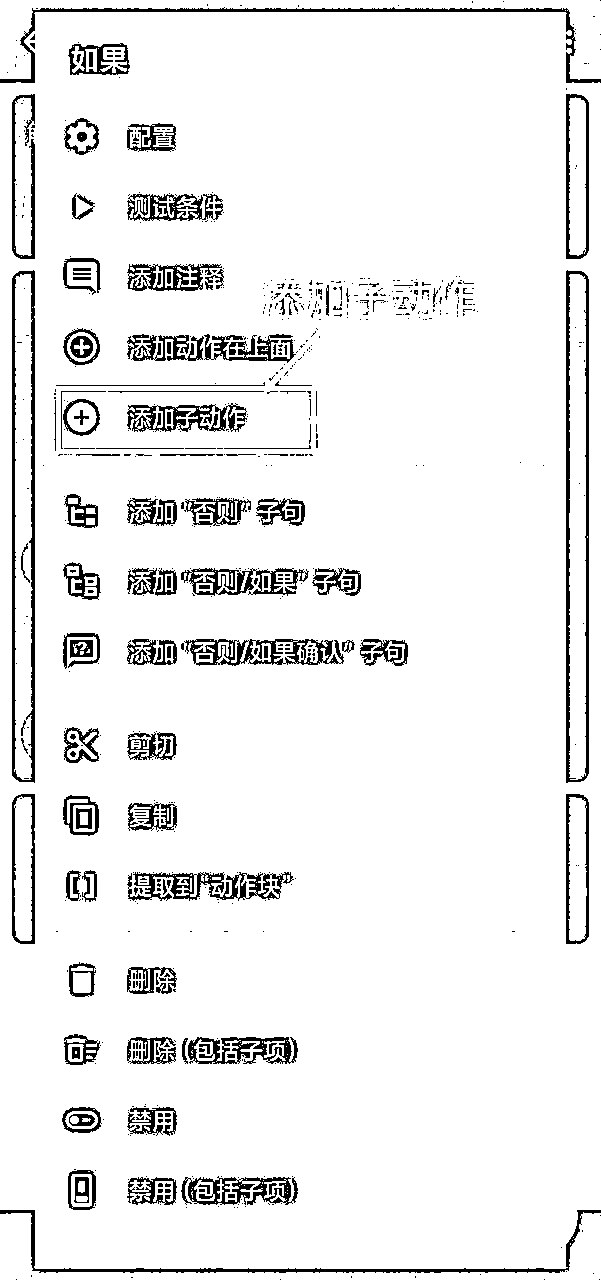 如果
配置
测试条件
添加注释
添加子动作
添加动作在上面
添加子动作
添加 "否则" 子句
添加 "否则/如果" 子句
添加 "否则/如果确认" 子句
剪切
复制
提取到"动作块"
删除
删除 (包括子项)
禁用
禁用 (包括子项)